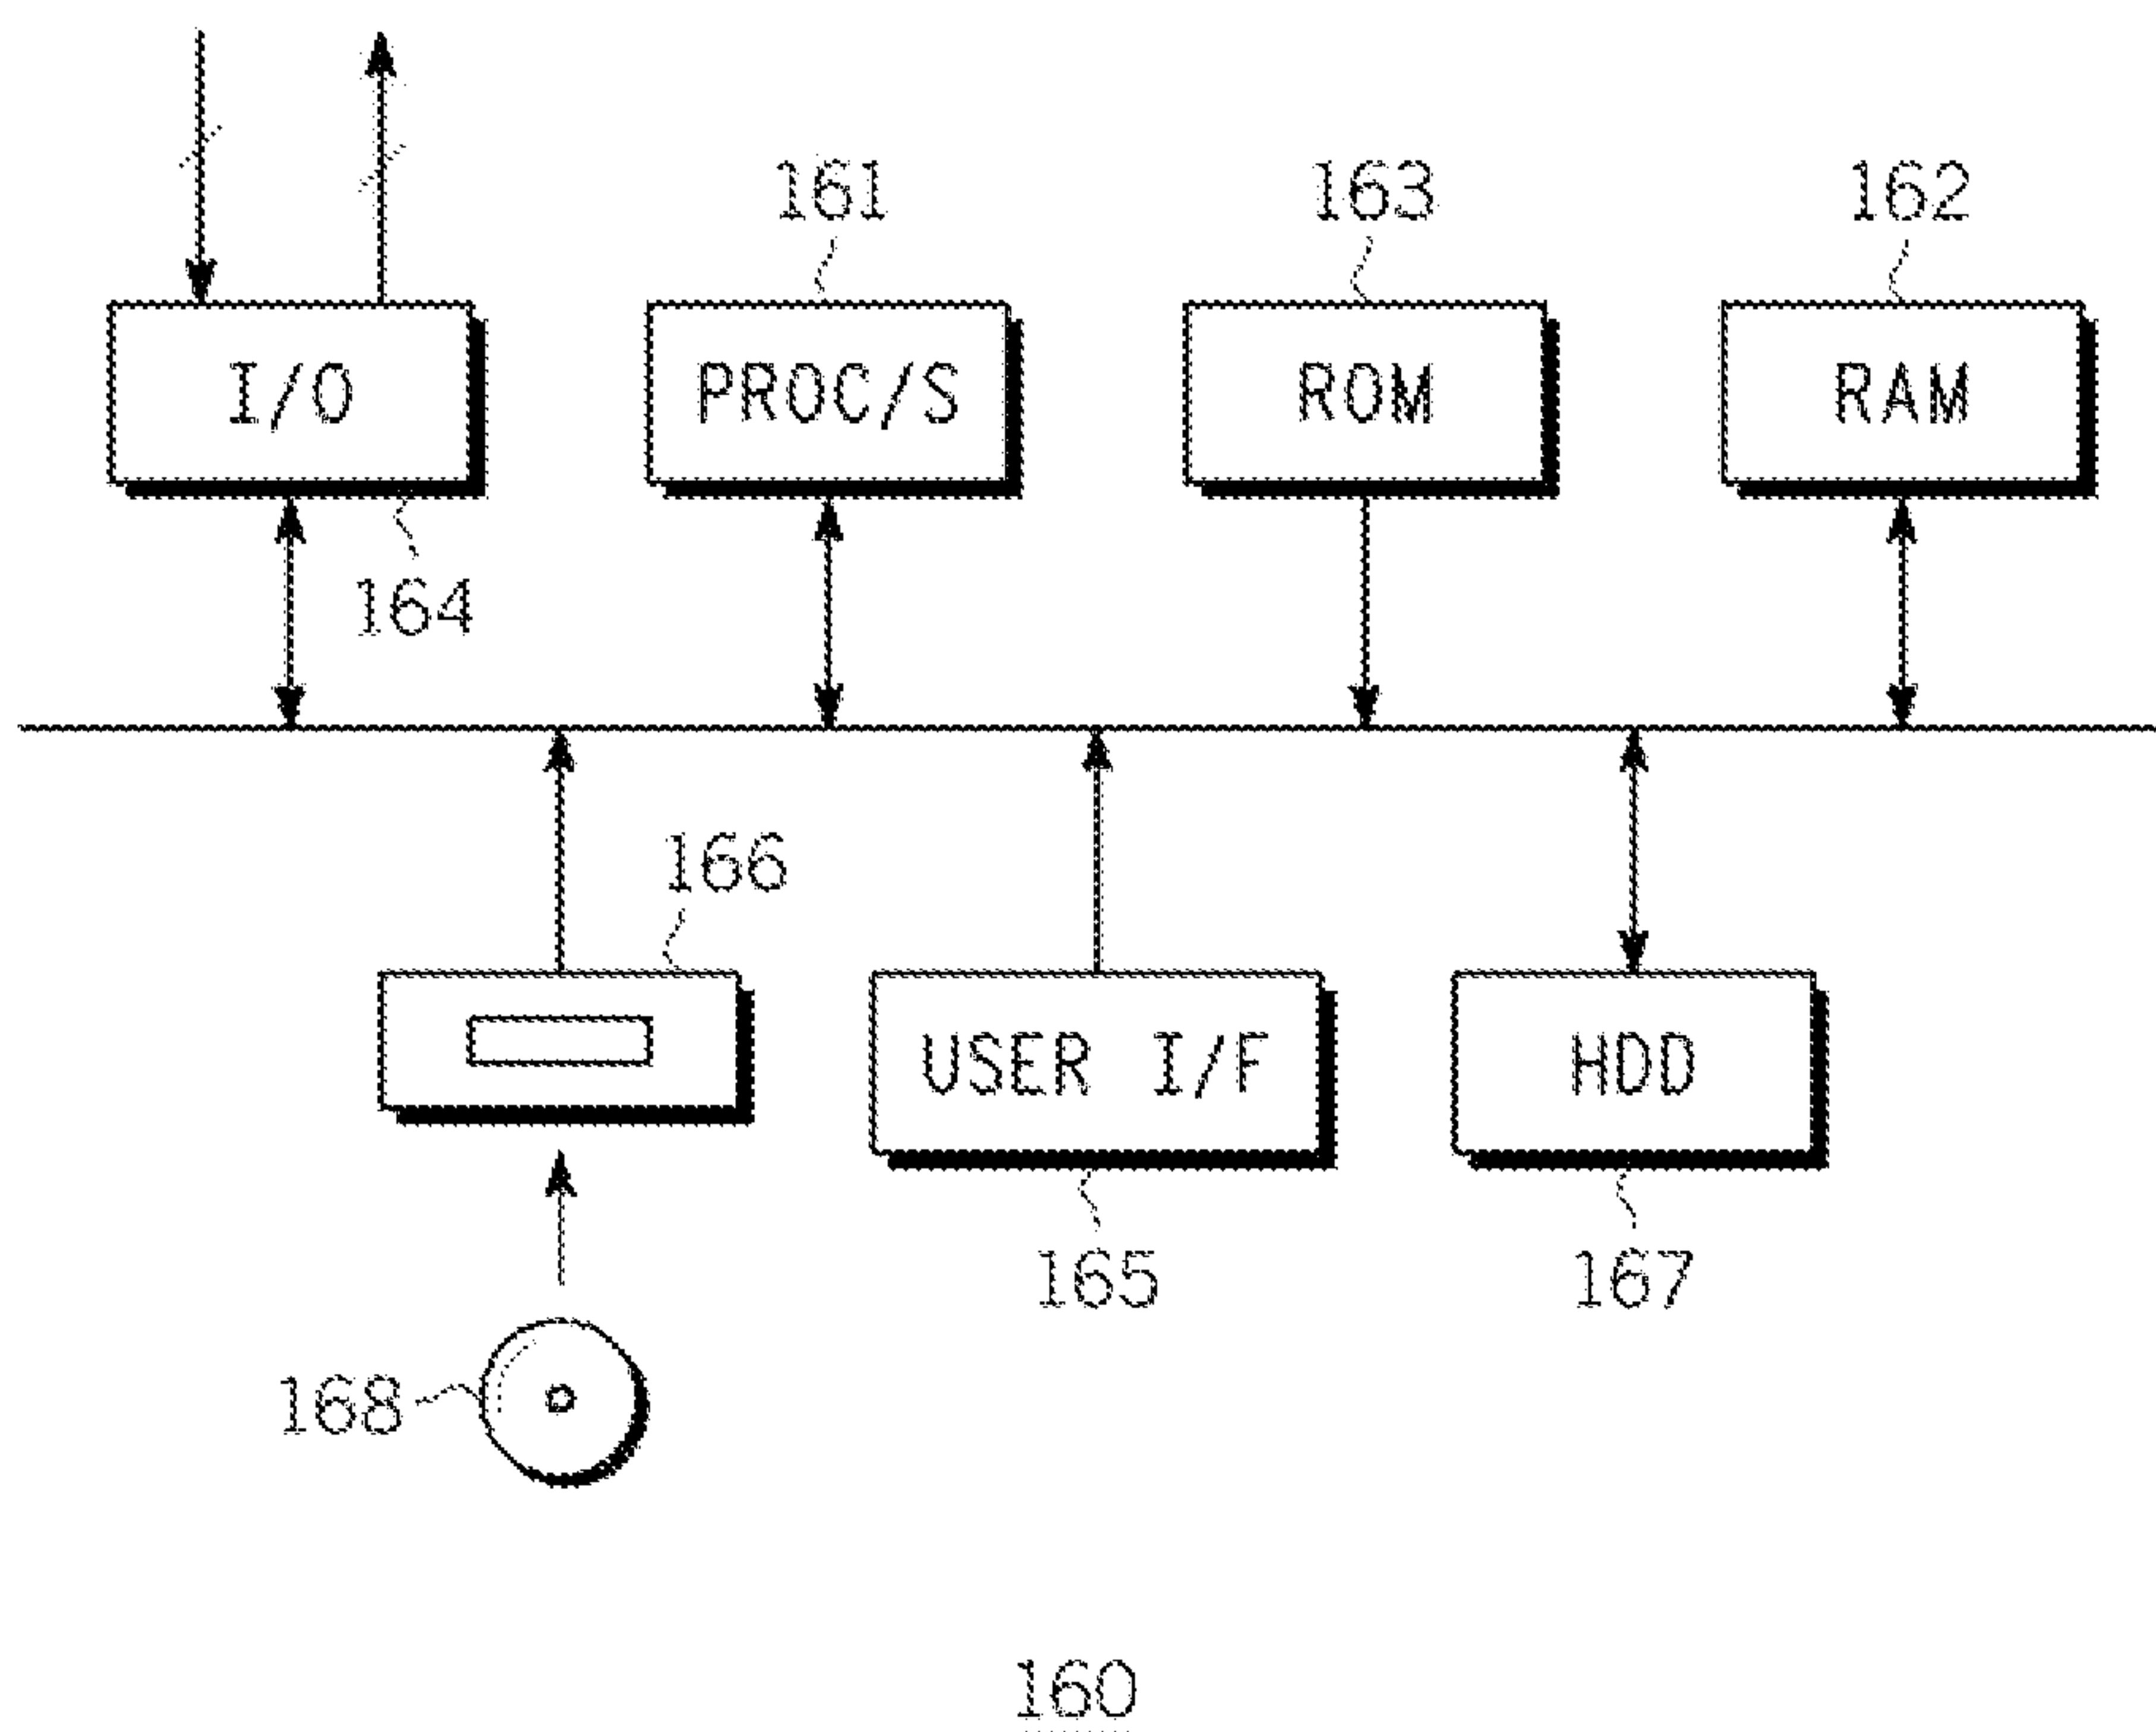 161
163
162
I/O
PROC/S
ROM
RAM
164
166
USER I/F
HDD
165
167
168
160